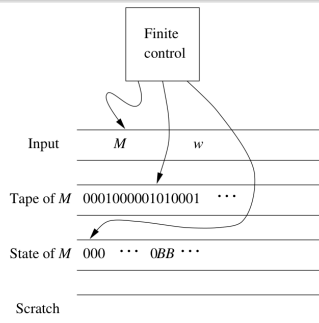 Finite
control
Input M w
Tape of M 0001000001010001 ···
State of M 000 ··· 0BB ···
Scratch